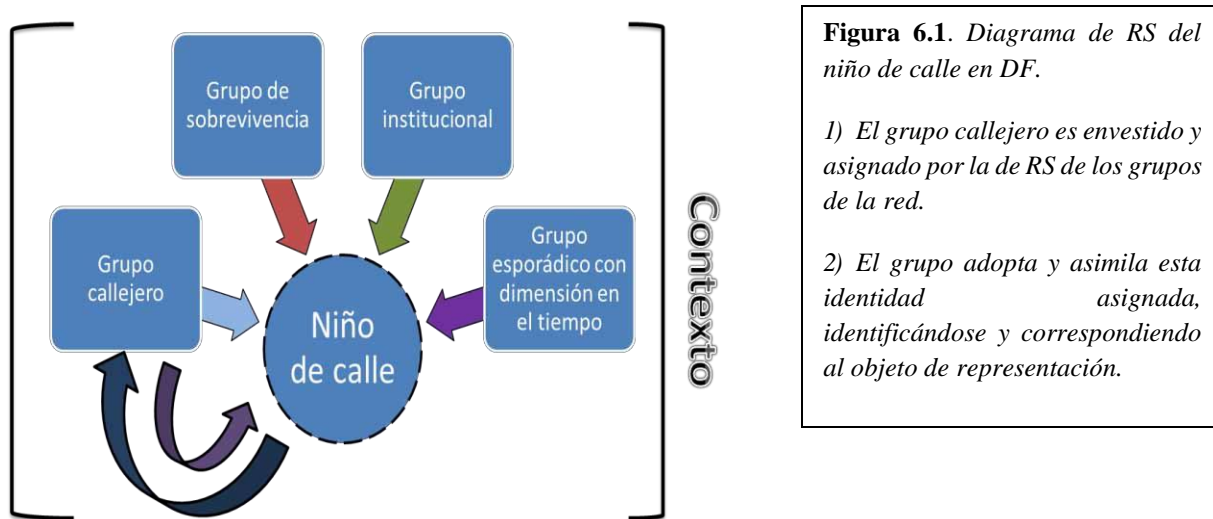 Grupo de
sobrevivencia
Grupo
institucional
Grupo
callejero
Grupo
esporádico con
dimensión en
el tiempo
Niño
de calle
Contexto
Figura 6.1. Diagrama de RS del
niño de calle en DF.
1) El grupo callejero es envestido y
asignado por la de RS de los grupos
de la red.
2) El grupo adopta y asimila esta
identidad asignada,
identificándose y correspondiendo
al objeto de representación.